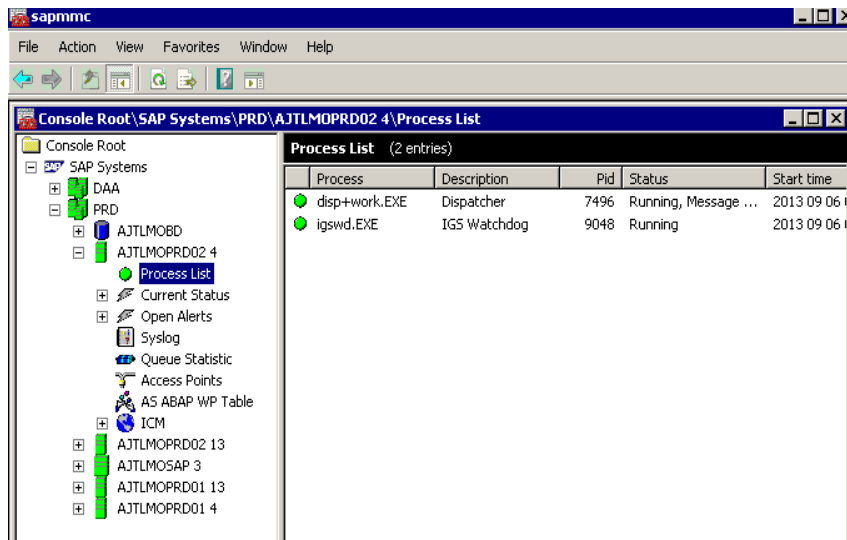 sapmmc
File Action View Favorites Window Help
Console Root\SAP Systems\PRD\AJTLMOPRD02 4\Process List
Console Root
SAP Systems
DAA
PRD
AJTLMOBD
AJTLMOPRD02 4
Process List
Current Status
Open Alerts
Syslog
Queue Statistic
Access Points
AS ABAP WP Table
ICM
AJTLMOPRD02 13
AJTLMOSAP 3
AJTLMOPRD01 13
AJTLMOPRD01 4
Process List (2 entries)
Process Description Pid Status Start time
disp+work.EXE Dispatcher 7496 Running, Message ... 2013 09 06
igswd.EXE IGS Watchdog 9048 Running 2013 09 06